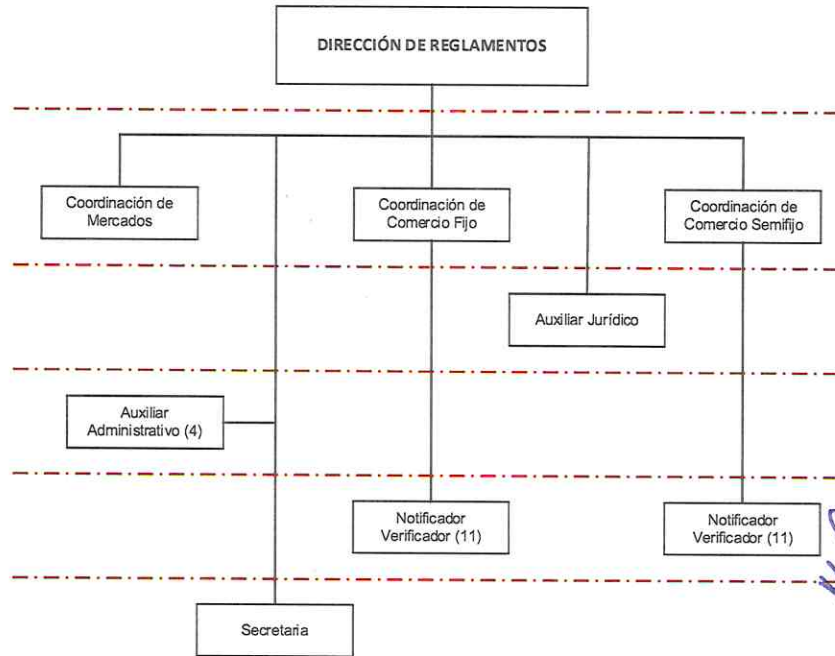 DIRECCIÓN DE REGLAMENTOS
Coordinación de
Mercados
Coordinación de
Comercio Fijo
Coordinación de
Comercio Semifijo
Auxiliar Jurídico
Auxiliar
Administrativo (4)
Notificador
Verificador (11)
Notificador
Verificador (11)
Secretaria